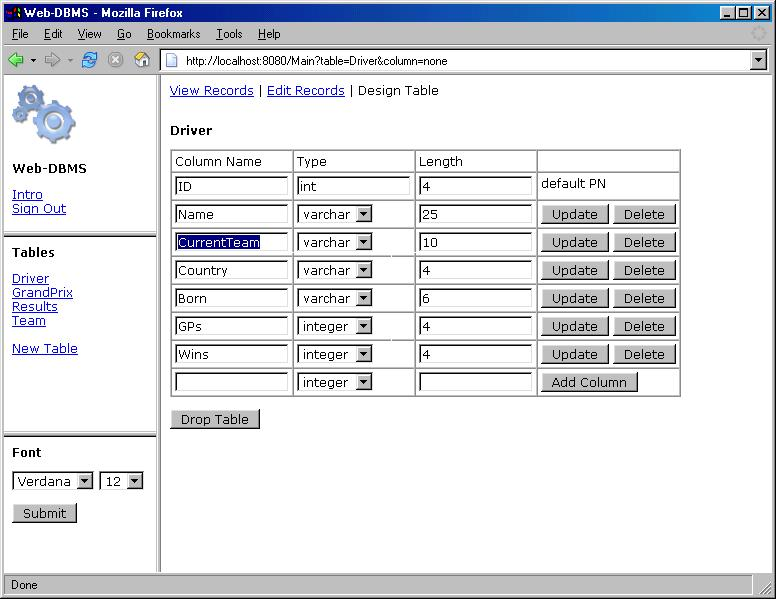 Web-DBMS - Mozilla Firefox
File Edit View Go Bookmarks Tools Help
http://localhost:8080/Main?table=Driver&column=none
Web-DBMS
Intro
Sign Out
Tables
Driver
GrandPrix
Results
Team
New Table
Font
Verdana 12
Submit
View Records | Edit Records | Design Table
Driver
Column Name Type Length
ID int 4 default PN
Name varchar 25 Update Delete
CurrentTeam varchar 10 Update Delete
Country varchar 4 Update Delete
Born varchar 6 Update Delete
GPs integer 4 Update Delete
Wins integer 4 Update Delete
integer Add Column
Drop Table
Done